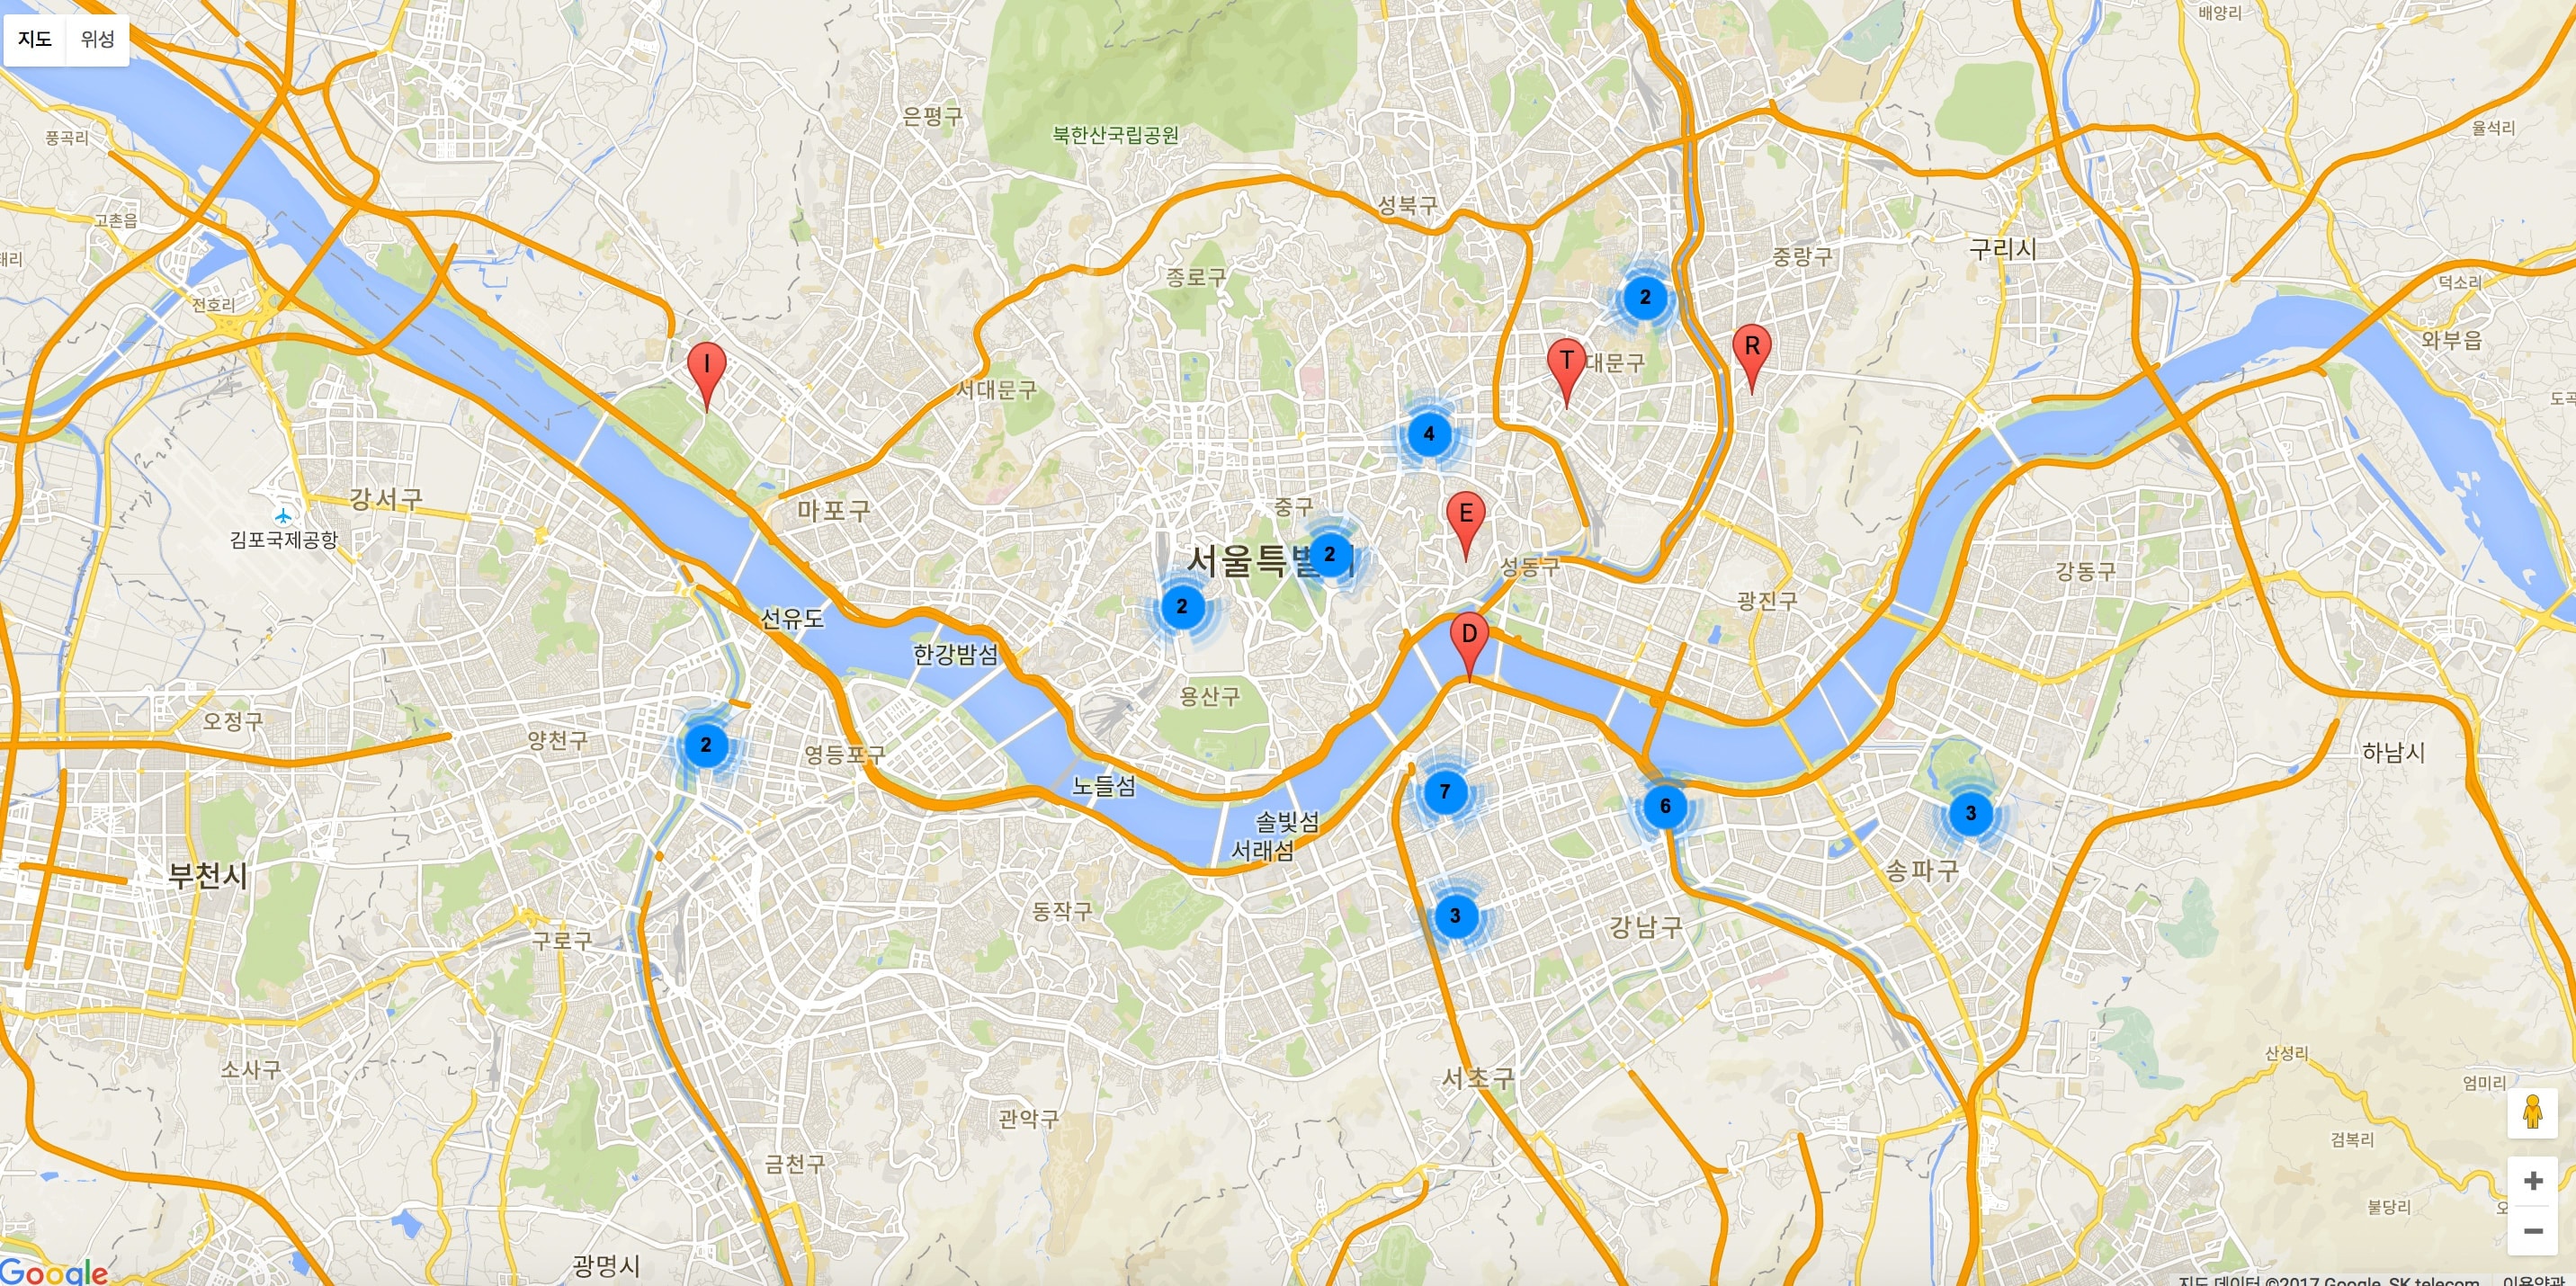 지도 위성
배양리
은평구
북한산국립공원
풍곡리
율석리
고촌읍
성북구
중랑구
구리시
태리
종로구
덕소리
전호리
2
I
T
대문구
R
와부읍
서대문구
도곡
4
강서구
마포구
중구
E
김포국제공항
서울특별시
2
성동구
강동구
2
광진구
선유도
한강밤섬
D
용산구
오정구
양천구
2
영등포구
하남시
노들섬
7
6
3
솔빛섬
서래섬
송파구
부천시
동작구
3
강남구
구로구
산성리
소사구
서초구
엄미리
관악구
검복리
금천구
불당리
오
광명시
Google
지도 데이터 ©2017 Google, SK telecom 이용약관